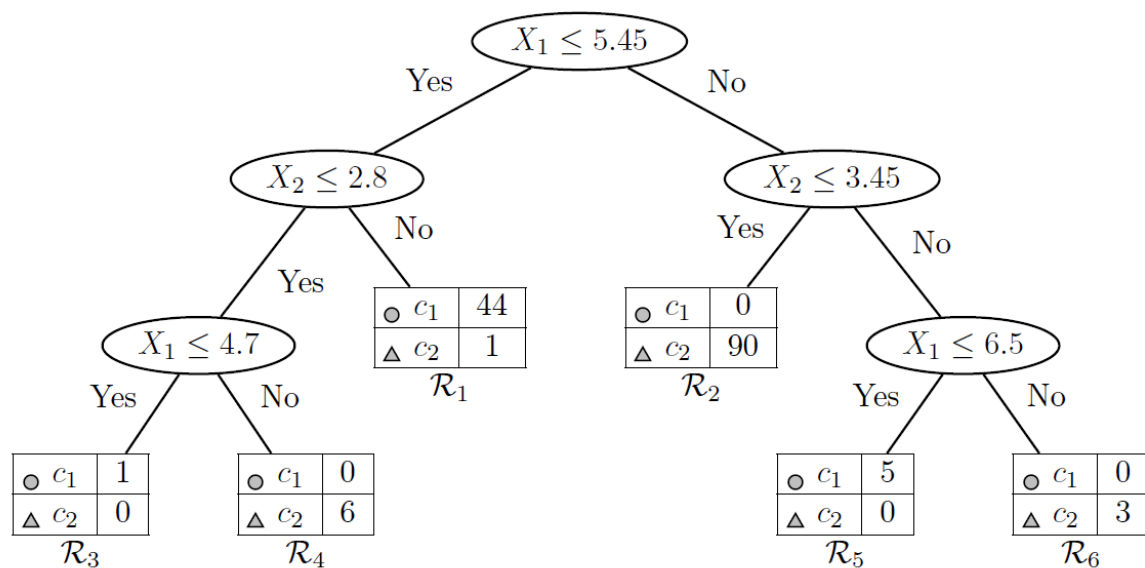 X₁ ≤ 5.45
Yes
No
X₂ ≤ 2.8
X₂ ≤ 3.45
Yes
No
Yes
No
c₁ 44
c₂ 1
R₁
c₁ 0
c₂ 90
R₂
X₁ ≤ 4.7
X₁ ≤ 6.5
Yes
No
Yes
No
c₁ 1
c₂ 0
R₃
c₁ 0
c₂ 6
R₄
c₁ 5
c₂ 0
R₅
c₁ 0
c₂ 3
R₆